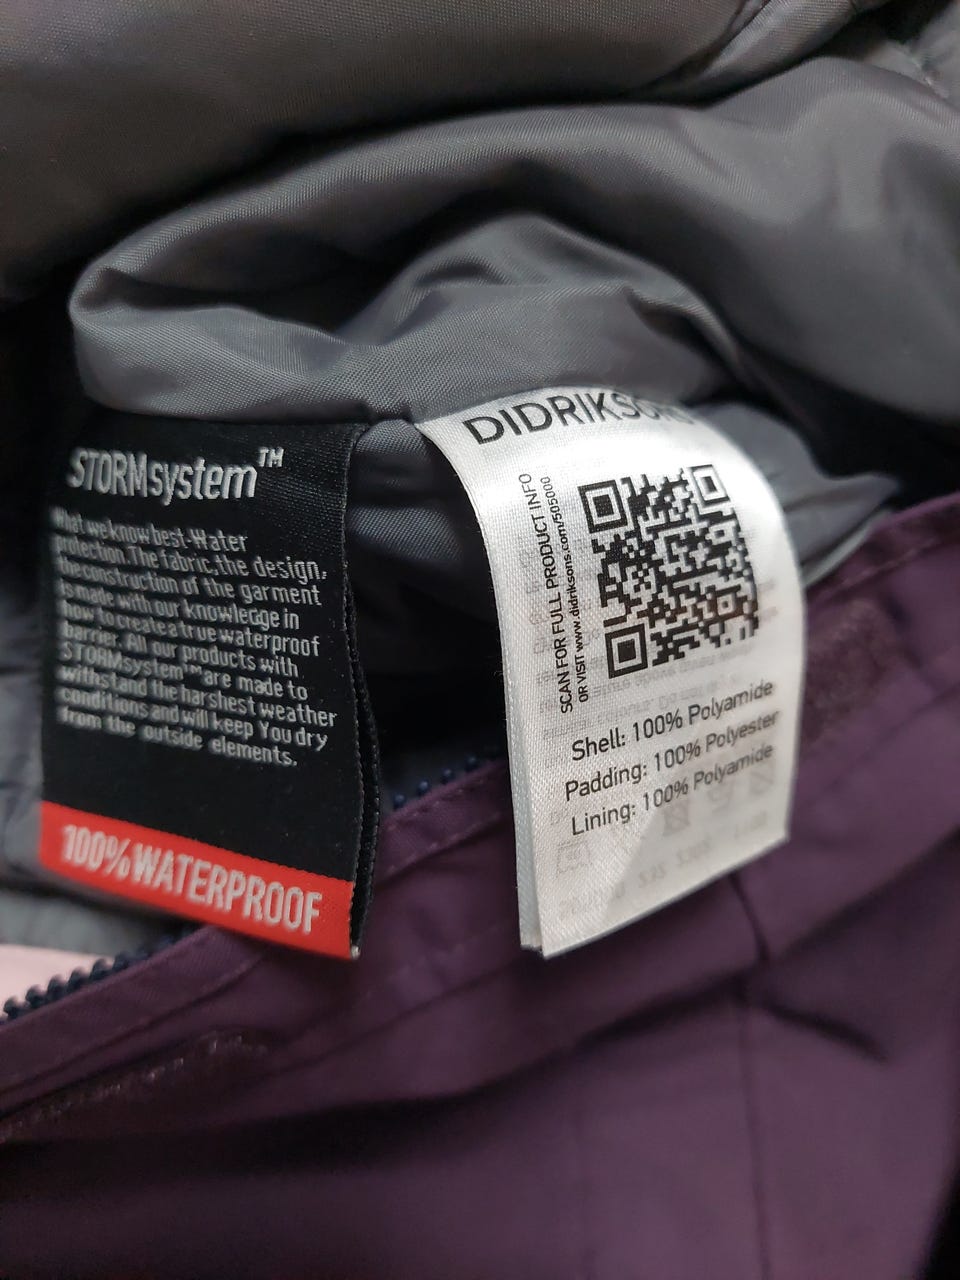 STORMsystem™
What we know best-Water
protection. The fabric, the design,
the construction of the garment
is made with our knowledge in
how to create a true waterproof
barrier. All our products with
STORMsystem™ are made to
withstand the harshest weather
conditions and will keep You dry
from the outside elements.
100% WATERPROOF
DIDRIKSONS
SCAN FOR FULL PRODUCT INFO
OR VISIT www.didriksons.com/505000
Shell: 100% Polyamide
Padding: 100% Polyester
Lining: 100% Polyamide